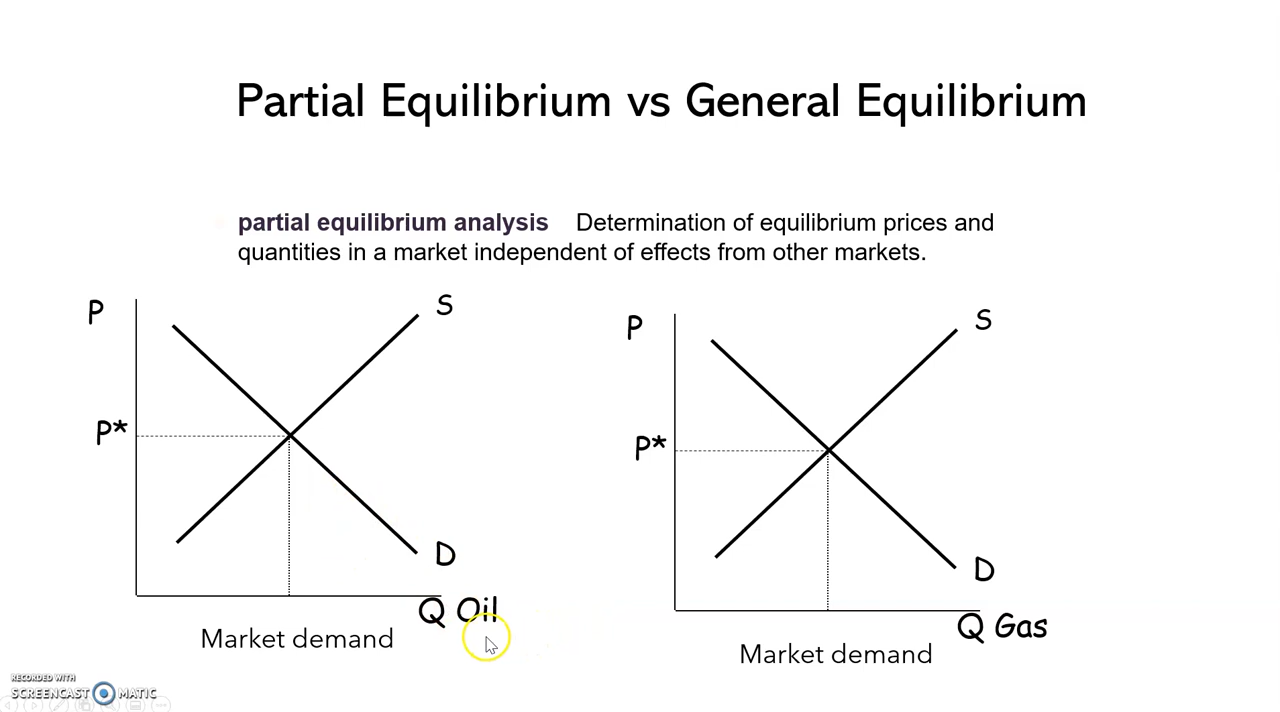 Partial Equilibrium vs General Equilibrium
partial equilibrium analysis Determination of equilibrium prices and
quantities in a market independent of effects from other markets.
P
S
P*
D
Q Oil
Market demand
P
S
P*
D
Q Gas
Market demand
RECORDED WITH
SCREENCAST MATIC